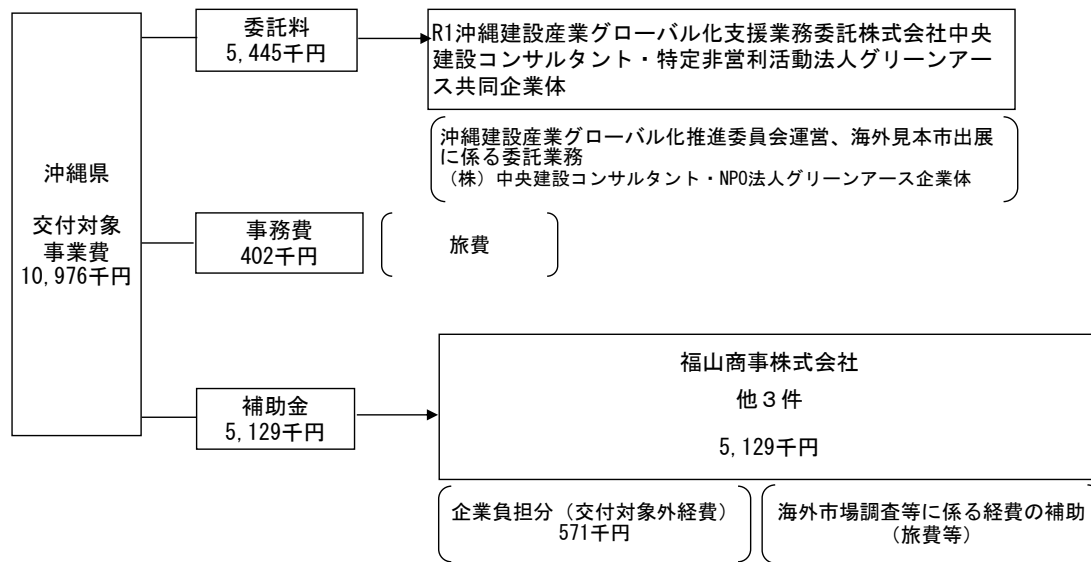 沖縄県
交付対象
事業費
10,976千円
委託料
5,445千円
R1沖縄建設産業グローバル化支援業務委託株式会社中央
建設コンサルタント・特定非営利活動法人グリーンアー
ス共同企業体
沖縄建設産業グローバル化推進委員会運営、海外見本市出展
に係る委託業務
（株）中央建設コンサルタント・NPO法人グリーンアース企業体
事務費
402千円
旅費
補助金
5,129千円
福山商事株式会社
他３件
5,129千円
企業負担分（交付対象外経費）
571千円
海外市場調査等に係る経費の補助
（旅費等）